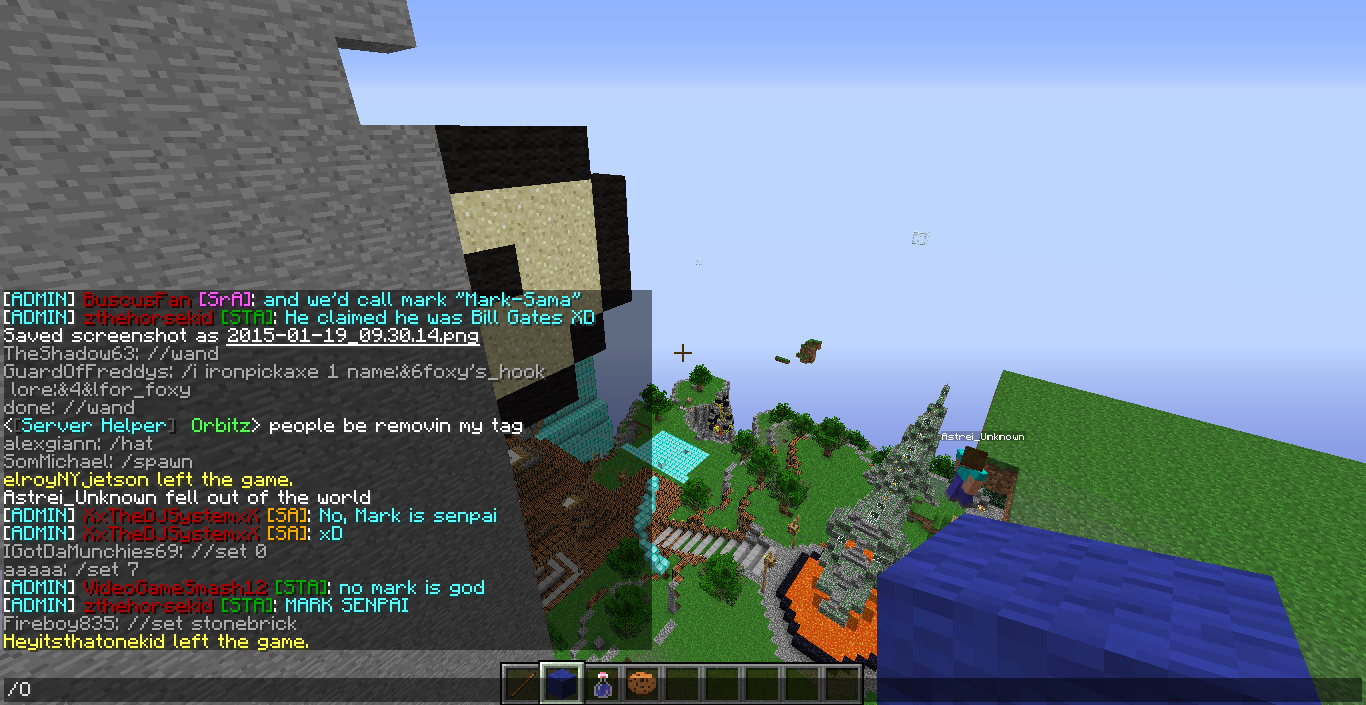 [ADMIN] BuscusFan [SrA]: and we'd call mark "Mark-Sama"
[ADMIN] zthehorsekid [STA]: He claimed he was Bill Gates XD
Saved screenshot as 2015-01-19_09.30.14.png
TheShadow63: //wand
GuardOfFreddys: /i ironpickaxe 1 name:&6foxy's_hook
lore:&4&lfor_foxy
done: //wand
<[Server Helper] Orbitz> people be removin my tag
alexgiann: /hat
SomMichael: /spawn
elroyNYjetson left the game.
Astrei_Unknown fell out of the world
[ADMIN] XxTheDJSystemxX [SA]: No, Mark is senpai
[ADMIN] XxTheDJSystemxX [SA]: xD
IGotDaMunchies69: //set 0
aaaaa: /set 7
[ADMIN] VideoGameSmash12 [STA]: no mark is god
[ADMIN] zthehorsekid [STA]: MARK SENPAI
Fireboy835: //set stonebrick
Heyitsthatonekid left the game.
/O
Astrei_Unknown